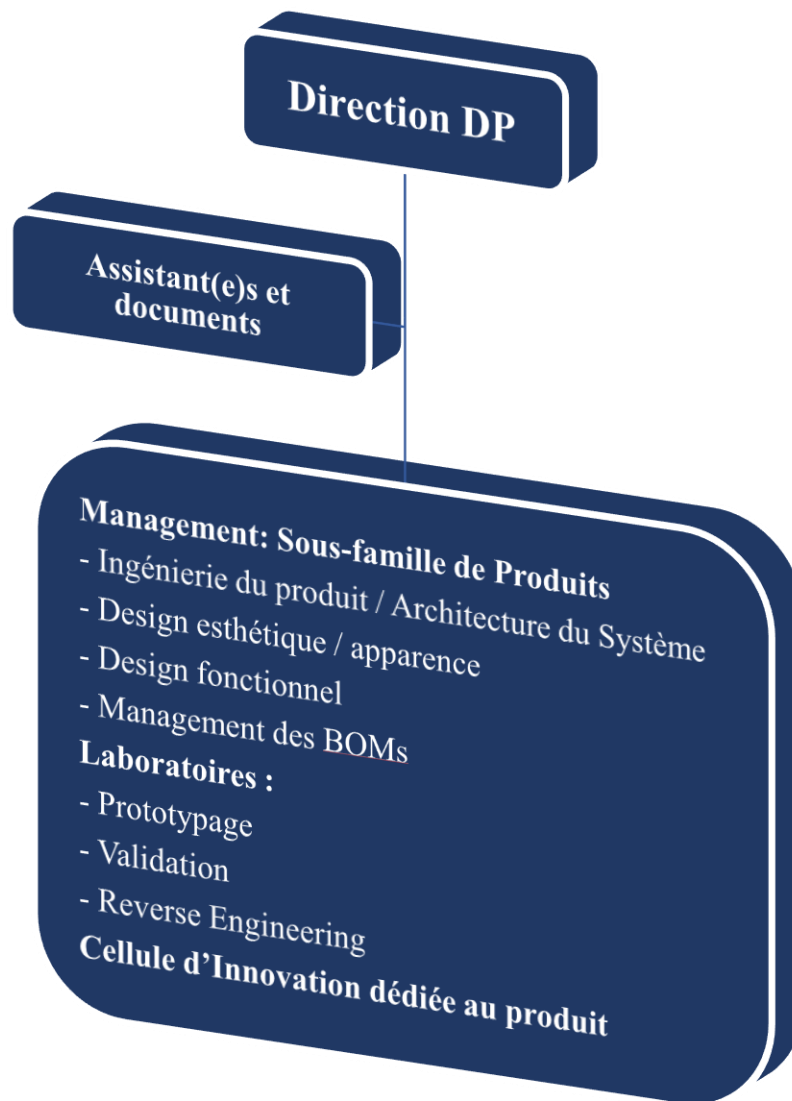 Direction DP
Assistant(e)s et
documents
Management: Sous-famille de Produits
- Ingénierie du produit / Architecture du Système
- Design esthétique / apparence
- Design fonctionnel
- Management des BOMs
Laboratoires :
- Prototypage
- Validation
- Reverse Engineering
Cellule d’Innovation dédiée au produit